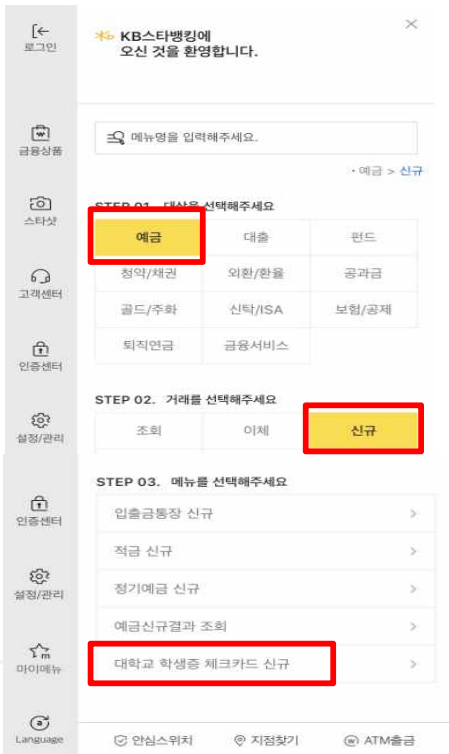 로그인
KB스타뱅킹에
오신 것을 환영합니다.
금융상품
메뉴명을 입력해주세요.
· 예금 > 신규
스타샷
STEP 01. 대상을 선택해주세요
예금 대출 펀드
고객센터
청약/채권 외환/환율 공과금
골드/주화 신탁/ISA 보험/공제
인증센터
퇴직연금 금융서비스
STEP 02. 거래를 선택해주세요
설정/관리
조회 이체 신규
STEP 03. 메뉴를 선택해주세요
인증센터
입출금통장 신규 >
적금 신규 >
설정/관리
정기예금 신규 >
예금신규결과 조회 >
마이메뉴
대학교 학생증 체크카드 신규 >
Language
안심스위치 지점찾기 ATM출금